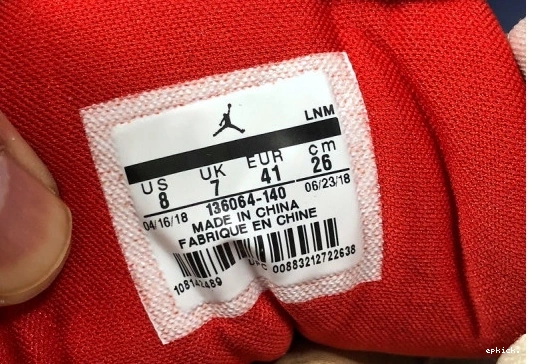 LNM
US UK EUR cm
8 7 41 26
04/16/18 136064-140 06/23/18
MADE IN CHINA
FABRIQUE EN CHINE
UPC 00883212722638